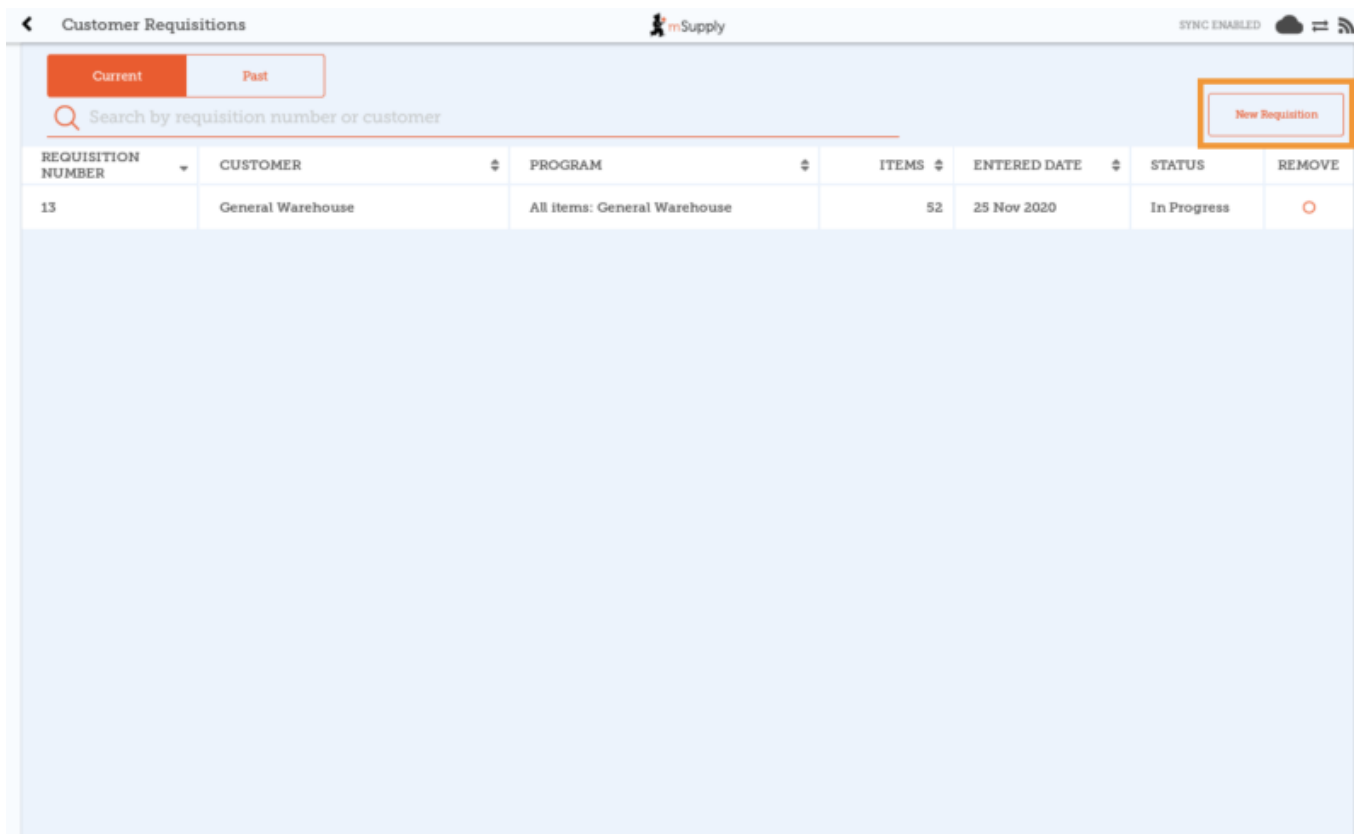 Customer Requisitions mSupply SYNC ENABLED
Current Past
Search by requisition number or customer
New Requisition
REQUISITION NUMBER CUSTOMER PROGRAM ITEMS ENTERED DATE STATUS REMOVE
13 General Warehouse All items: General Warehouse 52 25 Nov 2020 In Progress